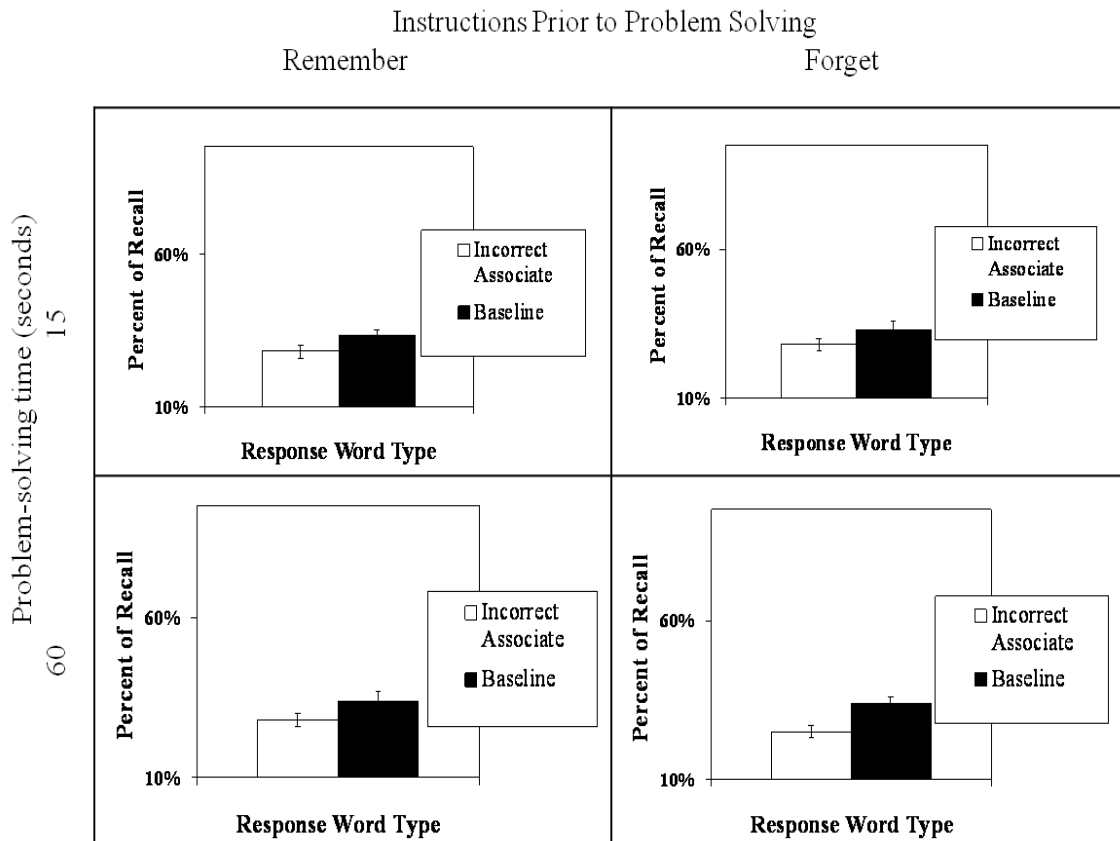 Instructions Prior to Problem Solving
Remember
Forget
Problem-solving time (seconds)
15
60
Percent of Recall
60%
10%
Incorrect
Associate
Baseline
Response Word Type
Percent of Recall
60%
10%
Incorrect
Associate
Baseline
Response Word Type
Percent of Recall
60%
10%
Incorrect
Associate
Baseline
Response Word Type
Percent of Recall
60%
10%
Incorrect
Associate
Baseline
Response Word Type